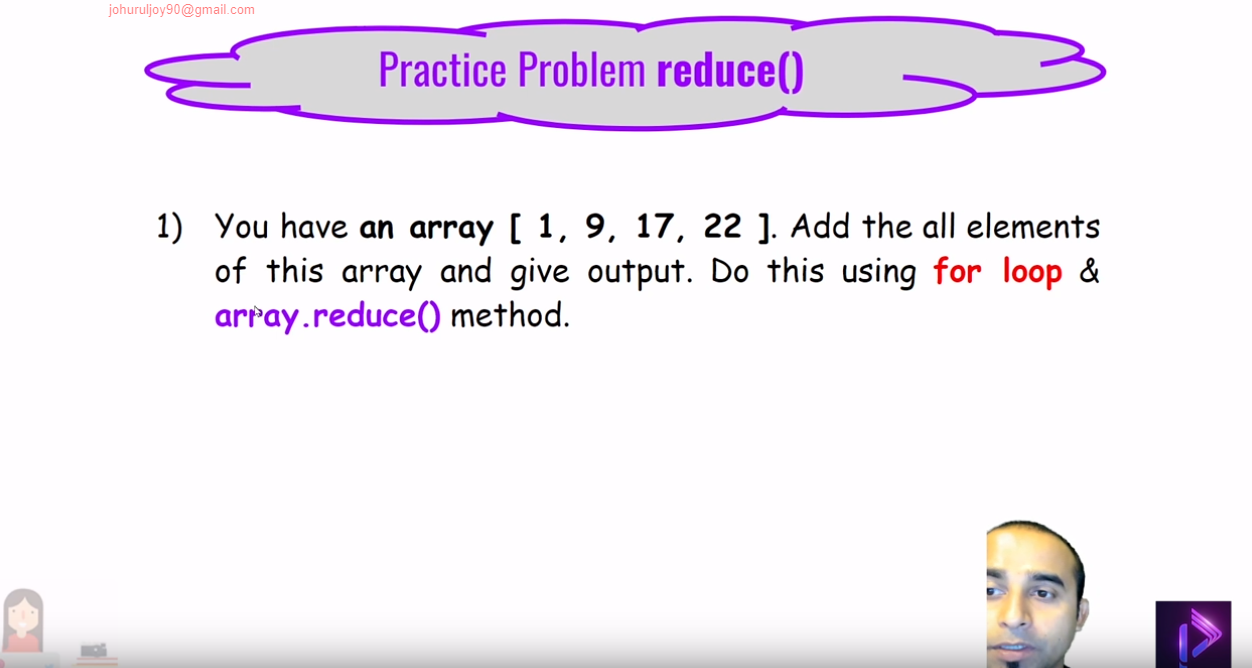 johuruljoy90@gmail.com
Practice Problem reduce()
1) You have an array [ 1, 9, 17, 22 ]. Add the all elements
of this array and give output. Do this using for loop &
array.reduce() method.